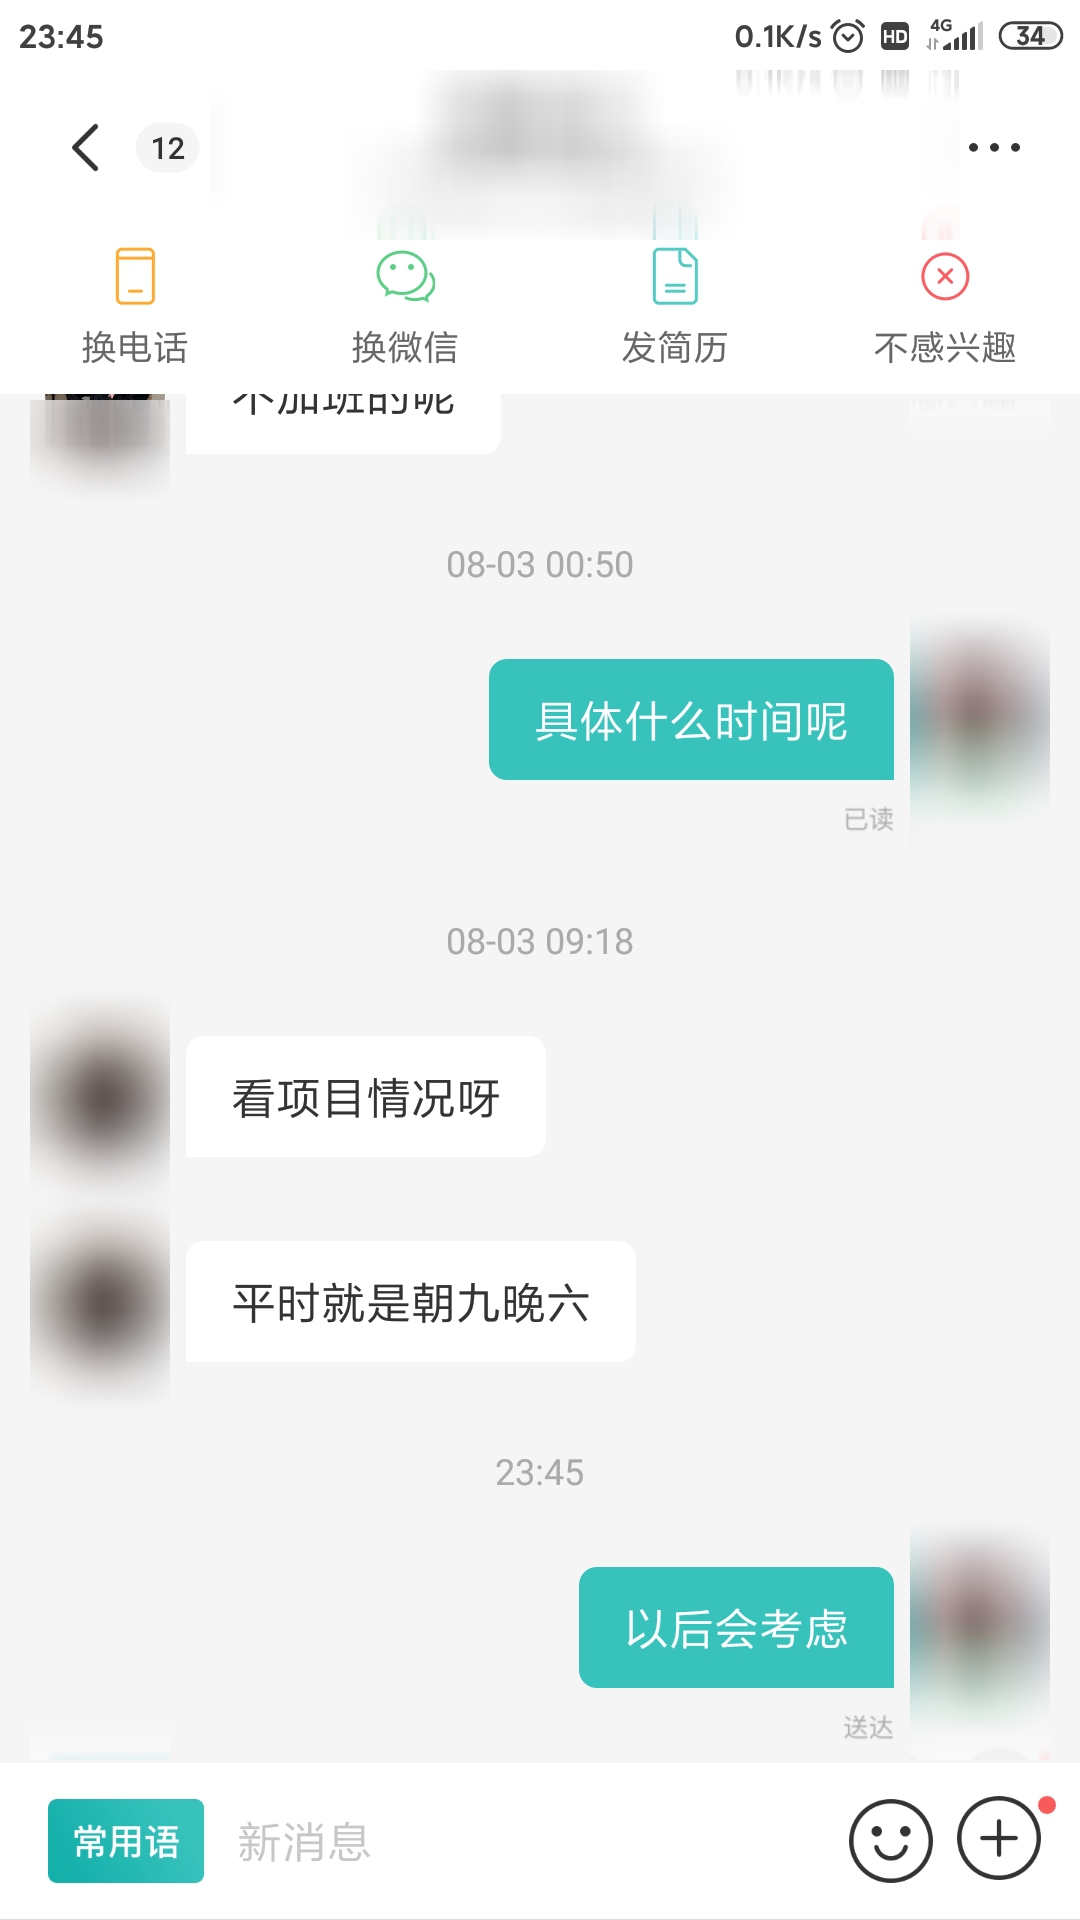 23:45
0.1K/s HD 4G 34
12
换电话 换微信 发简历 不感兴趣
不加班的呢
08-03 00:50
具体什么时间呢
已读
08-03 09:18
看项目情况呀
平时就是朝九晚六
23:45
以后会考虑
送达
常用语 新消息